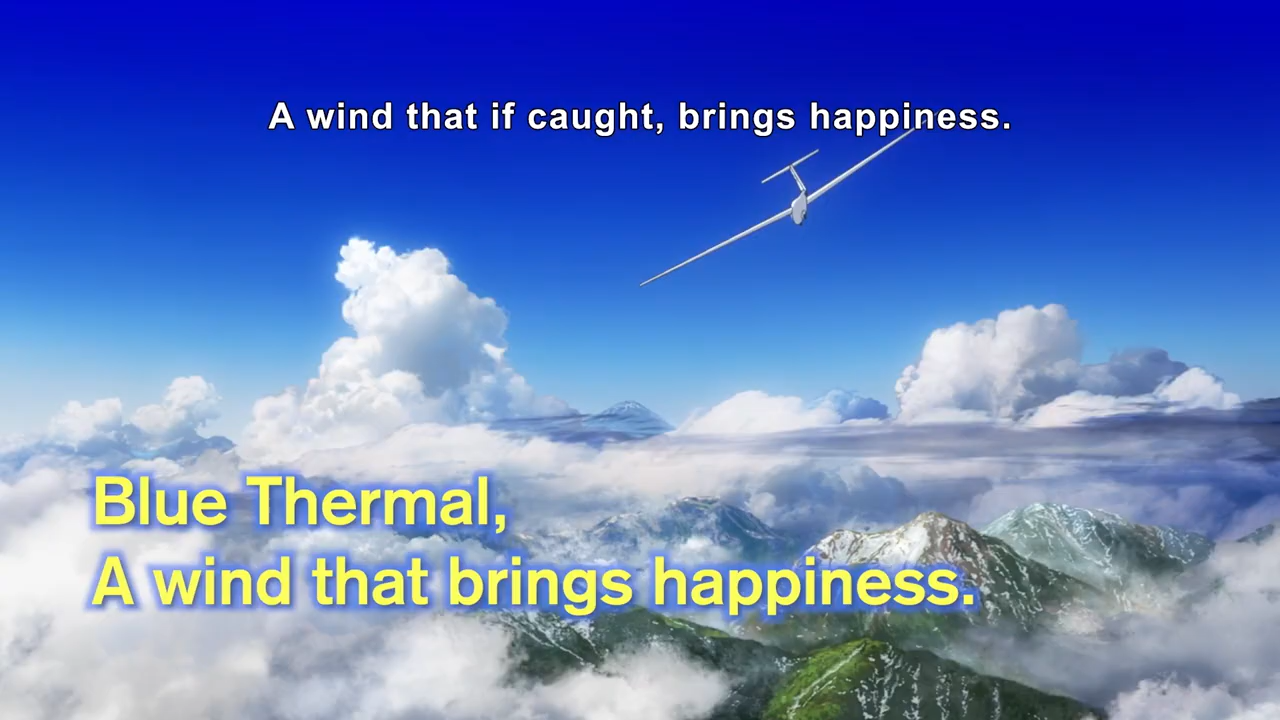 A wind that if caught, brings happiness.
Blue Thermal,
A wind that brings happiness.